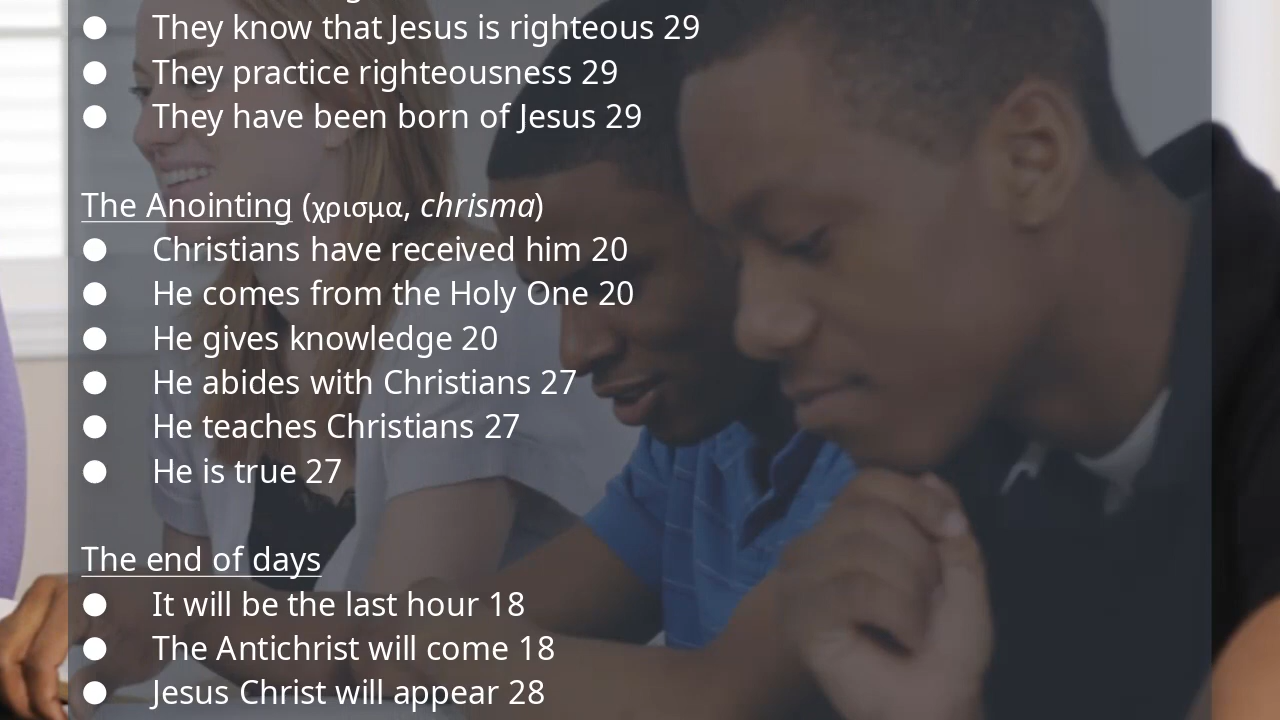 ● They know that Jesus is righteous 29
● They practice righteousness 29
● They have been born of Jesus 29
The Anointing (χρισμα, chrisma)
● Christians have received him 20
● He comes from the Holy One 20
● He gives knowledge 20
● He abides with Christians 27
● He teaches Christians 27
● He is true 27
The end of days
● It will be the last hour 18
● The Antichrist will come 18
● Jesus Christ will appear 28